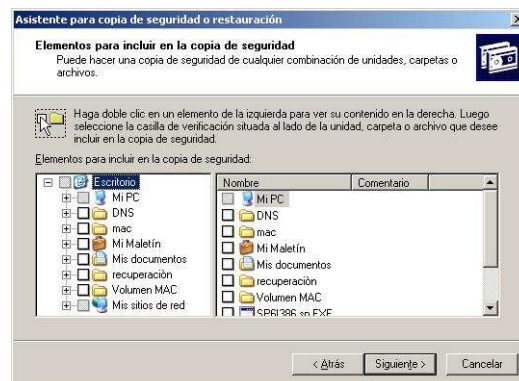 Asistente para copia de seguridad o restauración
Elementos para incluir en la copia de seguridad
Puede hacer una copia de seguridad de cualquier combinación de unidades, carpetas o
archivos.
Haga doble clic en un elemento de la izquierda para ver su contenido en la derecha. Luego
seleccione la casilla de verificación situada al lado de la unidad, carpeta o archivo que desee
incluir en la copia de seguridad.
Elementos para incluir en la copia de seguridad:
Escritorio
Mi PC
DNS
mac
Mi Maletín
Mis documentos
recuperaciòn
Volumen MAC
Mis sitios de red
Nombre Comentario
Mi PC
DNS
mac
Mi Maletín
Mis documentos
recuperaciòn
Volumen MAC
< Atrás Siguiente > Cancelar